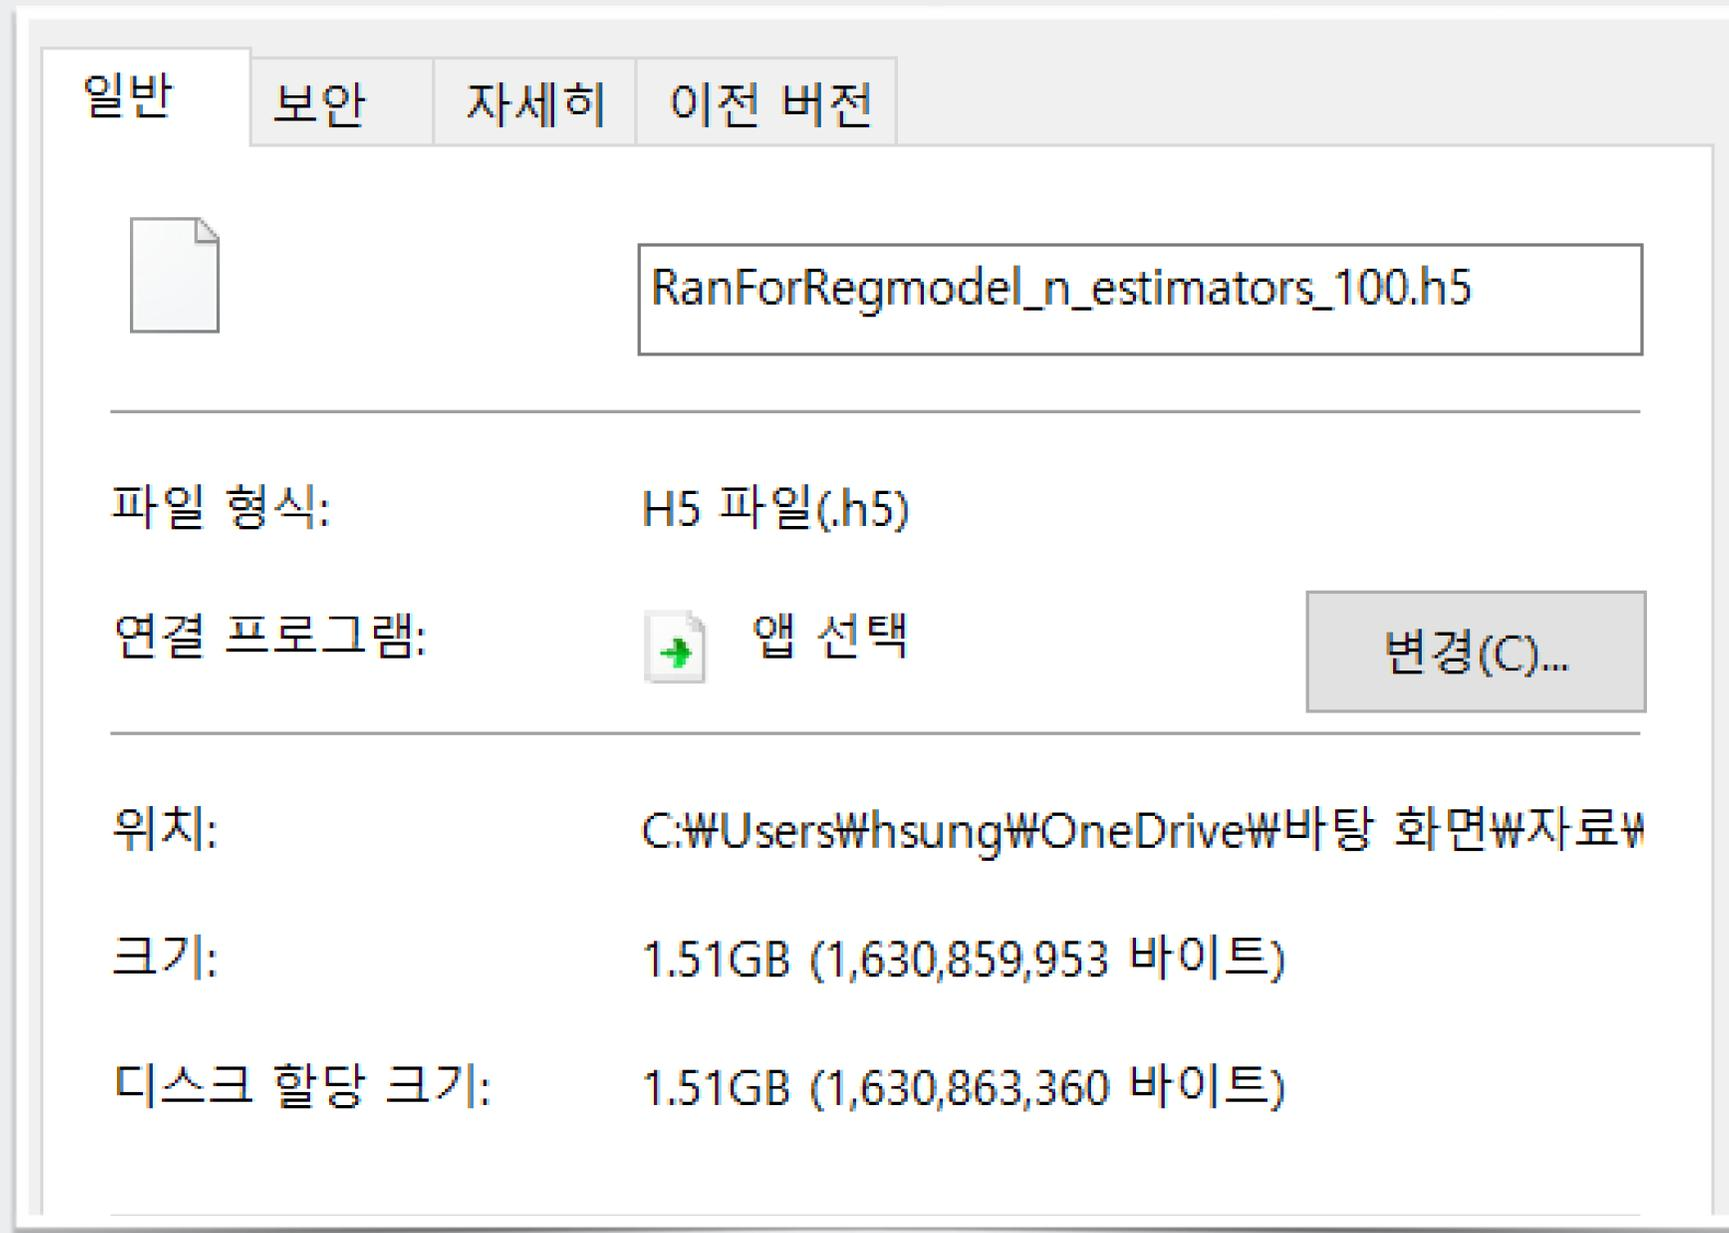 일반 보안 자세히 이전 버전
RanForRegmodel_n_estimators_100.h5
파일 형식: H5 파일(.h5)
연결 프로그램: 앱 선택 변경(C)...
위치: C:₩Users₩hsung₩OneDrive₩바탕 화면₩자료₩
크기: 1.51GB (1,630,859,953 바이트)
디스크 할당 크기: 1.51GB (1,630,863,360 바이트)